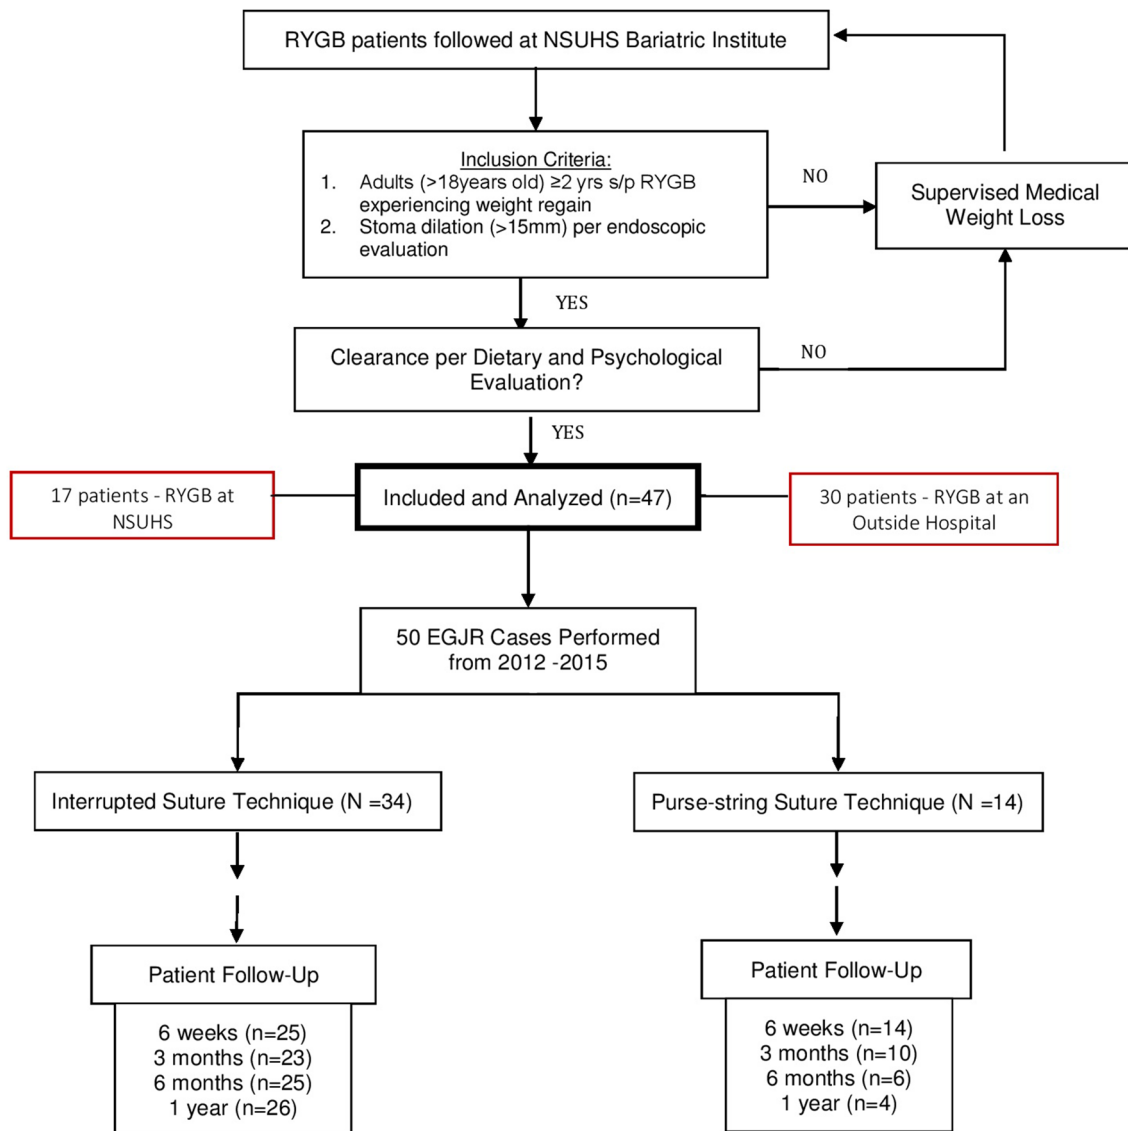 RYGB patients followed at NSUHS Bariatric Institute
Inclusion Criteria:
1. Adults (>18years old) ≥2 yrs s/p RYGB
experiencing weight regain
2. Stoma dilation (>15mm) per endoscopic
evaluation
NO
Supervised Medical
Weight Loss
YES
Clearance per Dietary and Psychological
Evaluation?
NO
YES
17 patients - RYGB at
NSUHS
Included and Analyzed (n=47)
30 patients - RYGB at an
Outside Hospital
50 EGJR Cases Performed
from 2012 -2015
Interrupted Suture Technique (N =34)
Purse-string Suture Technique (N =14)
Patient Follow-Up
6 weeks (n=25)
3 months (n=23)
6 months (n=25)
1 year (n=26)
Patient Follow-Up
6 weeks (n=14)
3 months (n=10)
6 months (n=6)
1 year (n=4)